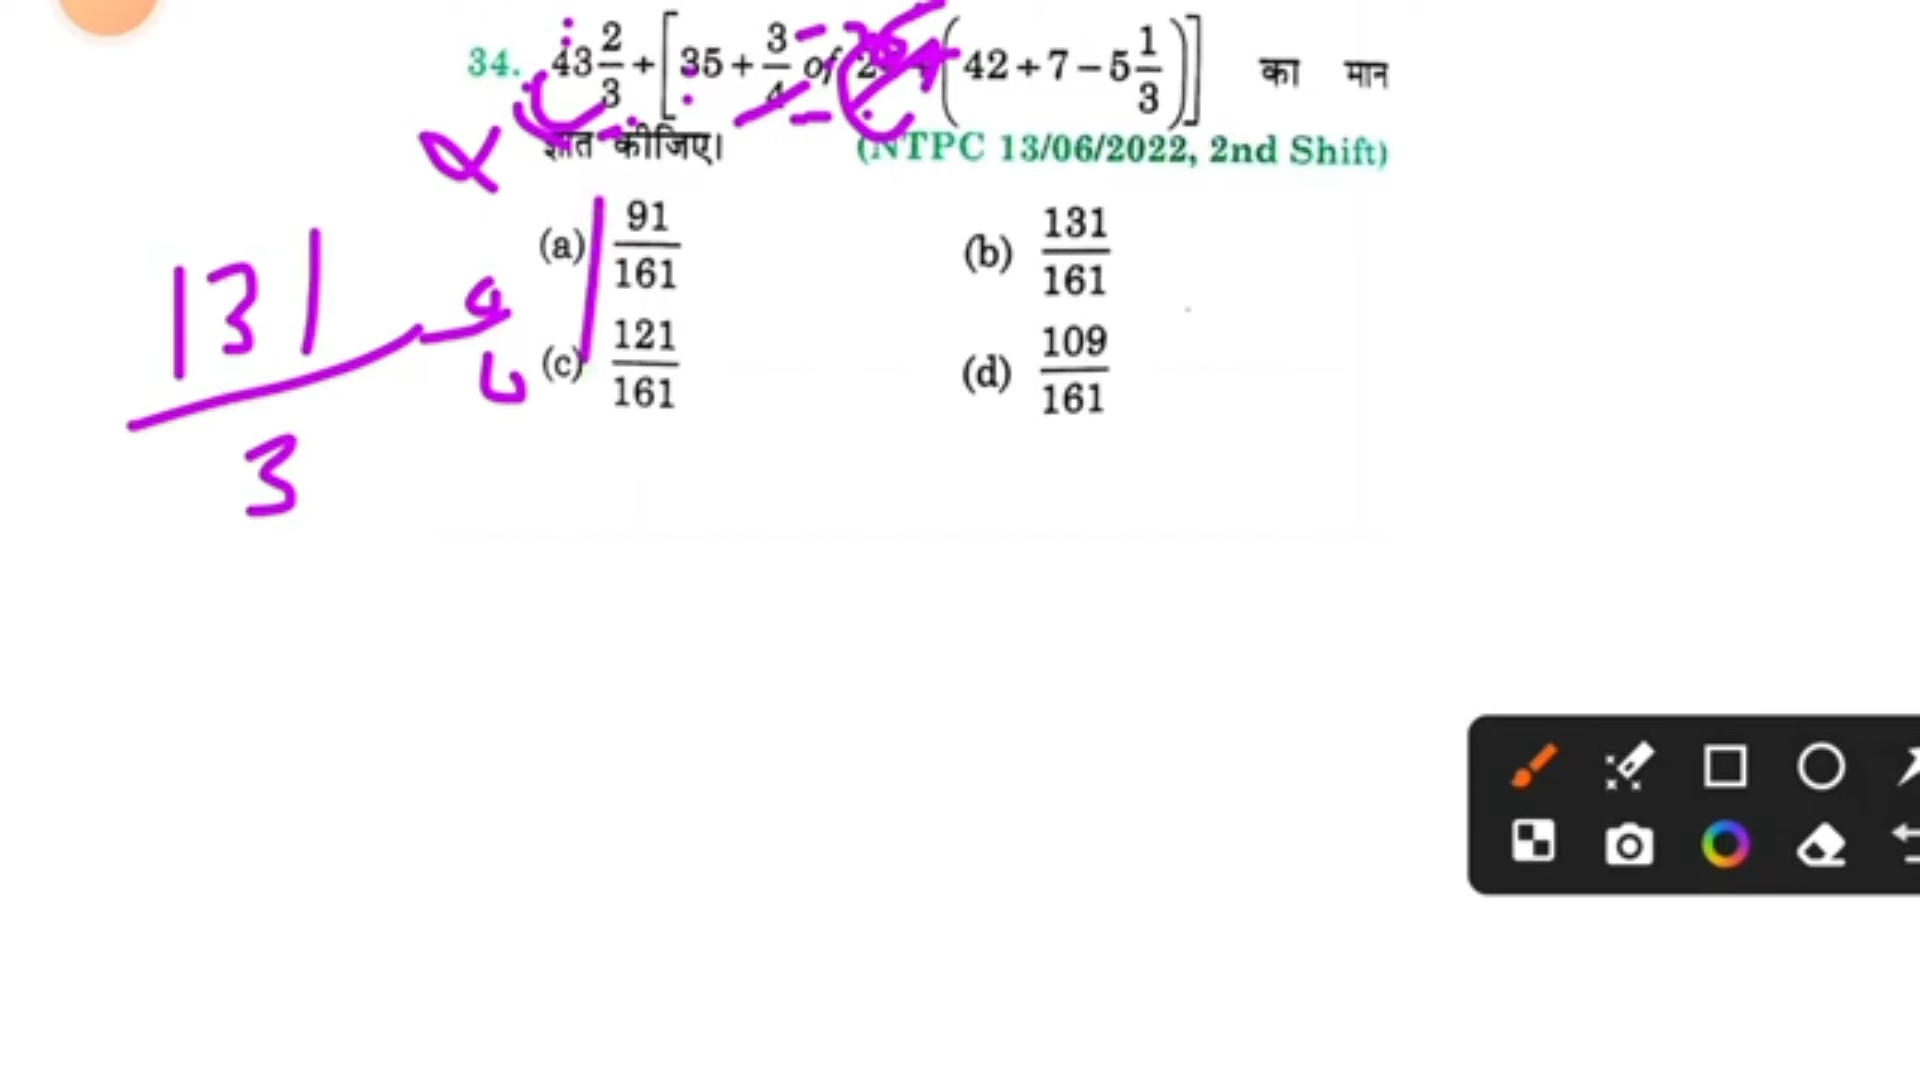 34. 43 2/3 + [35 + 3/4 of 2 (42 + 7 − 5 1/3)] का मान
ज्ञात कीजिए। (NTPC 13/06/2022, 2nd Shift)
(a) 91/161 (b) 131/161
(c) 121/161 (d) 109/161
131/3
a/b